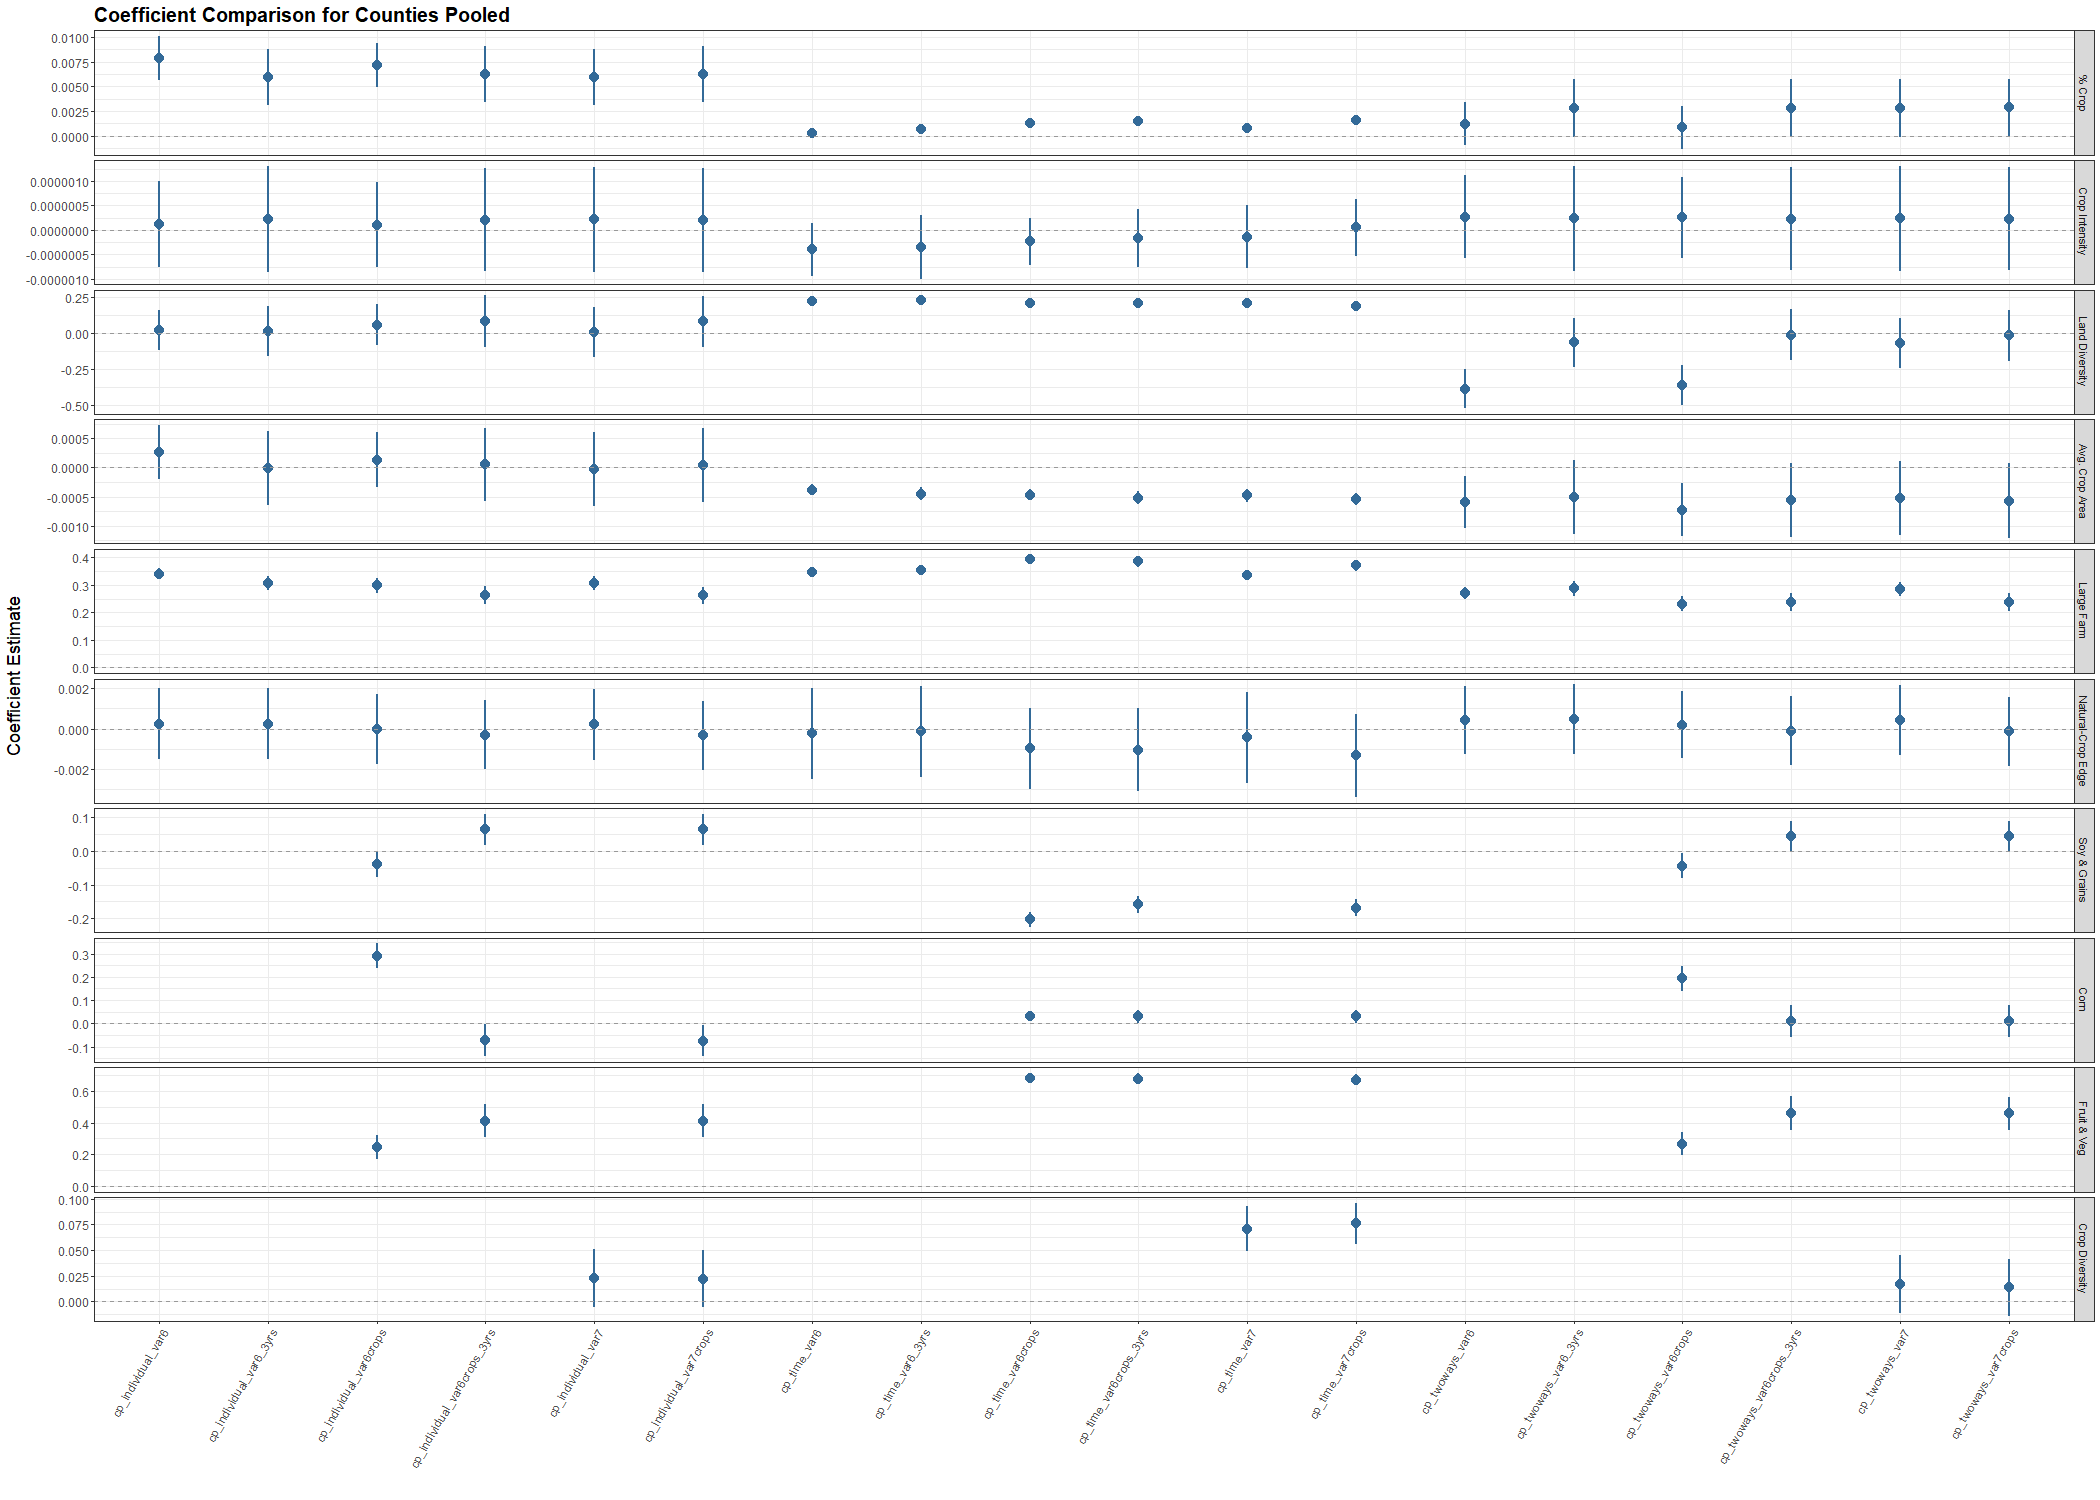 Coefficient Comparison for Counties Pooled
Coefficient Estimate
0.0100
0.0075
0.0050
0.0025
0.0000
% Crop
0.0000010
0.0000005
0.0000000
-0.0000005
-0.0000010
Crop Intensity
0.25
0.00
-0.25
-0.50
Land Diversity
0.0005
0.0000
-0.0005
-0.0010
Avg. Crop Area
0.4
0.3
0.2
0.1
0.0
Large Farm
0.002
0.000
-0.002
Natural-Crop Edge
0.1
0.0
-0.1
-0.2
Soy & Grains
0.3
0.2
0.1
0.0
-0.1
Corn
0.6
0.4
0.2
0.0
Fruit & Veg
0.100
0.075
0.050
0.025
0.000
Crop Diversity
cp_individual_var6
cp_individual_var6_3yrs
cp_individual_var6crops
cp_individual_var6crops_3yrs
cp_individual_var7
cp_individual_var7crops
cp_time_var6
cp_time_var6_3yrs
cp_time_var6crops
cp_time_var6crops_3yrs
cp_time_var7
cp_time_var7crops
cp_twoways_var6
cp_twoways_var6_3yrs
cp_twoways_var6crops
cp_twoways_var6crops_3yrs
cp_twoways_var7
cp_twoways_var7crops